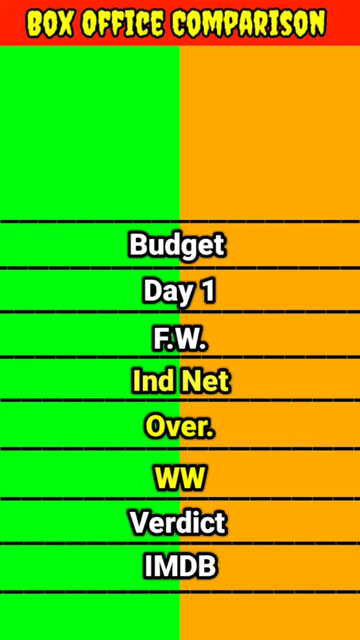 BOX OFFICE COMPARISON
Budget
Day 1
F.W.
Ind Net
Over.
WW
Verdict
IMDB